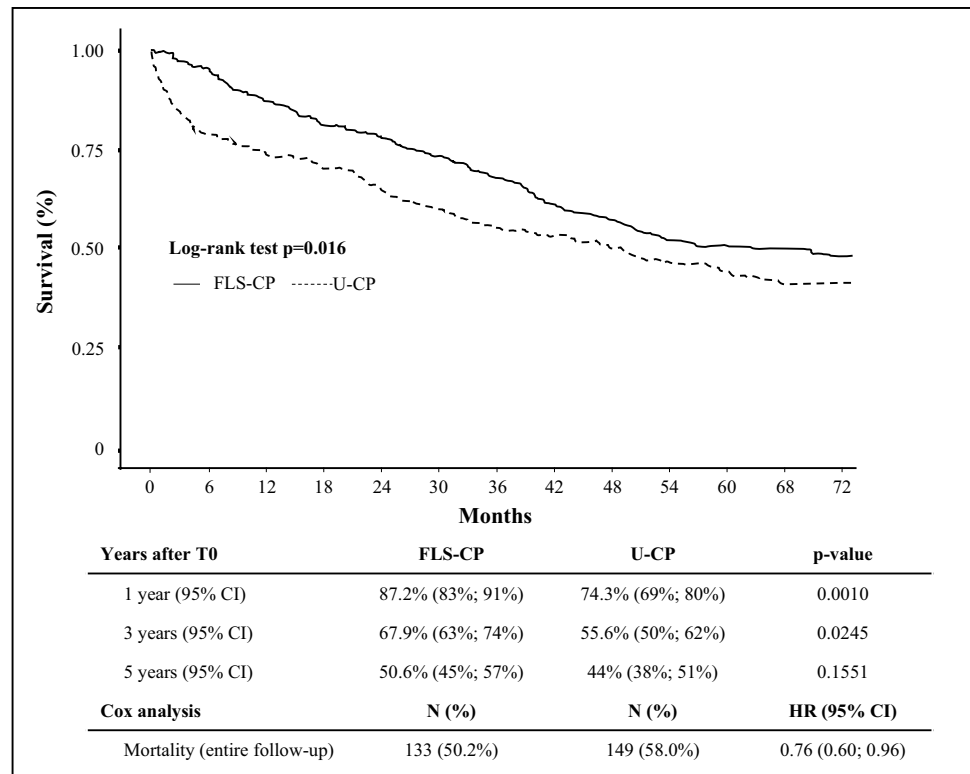 1.00
0.75
0.50
0.25
0
Survival (%)
Log-rank test p=0.016
FLS-CP U-CP
0 6 12 18 24 30 36 42 48 54 60 68 72
Months
Years after T0 FLS-CP U-CP p-value
1 year (95% CI) 87.2% (83%; 91%) 74.3% (69%; 80%) 0.0010
3 years (95% CI) 67.9% (63%; 74%) 55.6% (50%; 62%) 0.0245
5 years (95% CI) 50.6% (45%; 57%) 44% (38%; 51%) 0.1551
Cox analysis N (%) N (%) HR (95% CI)
Mortality (entire follow-up) 133 (50.2%) 149 (58.0%) 0.76 (0.60; 0.96)